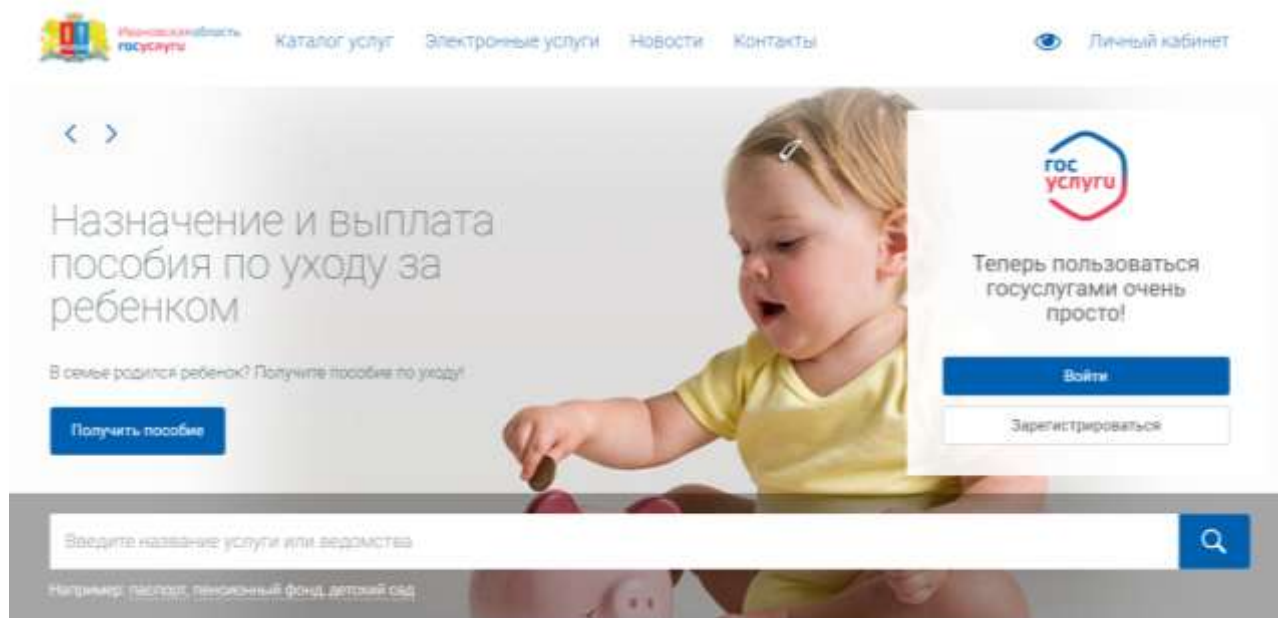 Ивановская область
госуслуги
Каталог услуг
Электронные услуги
Новости
Контакты
Личный кабинет
Назначение и выплата
пособия по уходу за
ребенком
В семье родился ребенок? Получите пособие по уходу!
Получить пособие
гос
услуги
Теперь пользоваться
госуслугами очень
просто!
Войти
Зарегистрироваться
Введите название услуги или ведомства
Например: паспорт, пенсионный фонд, детский сад